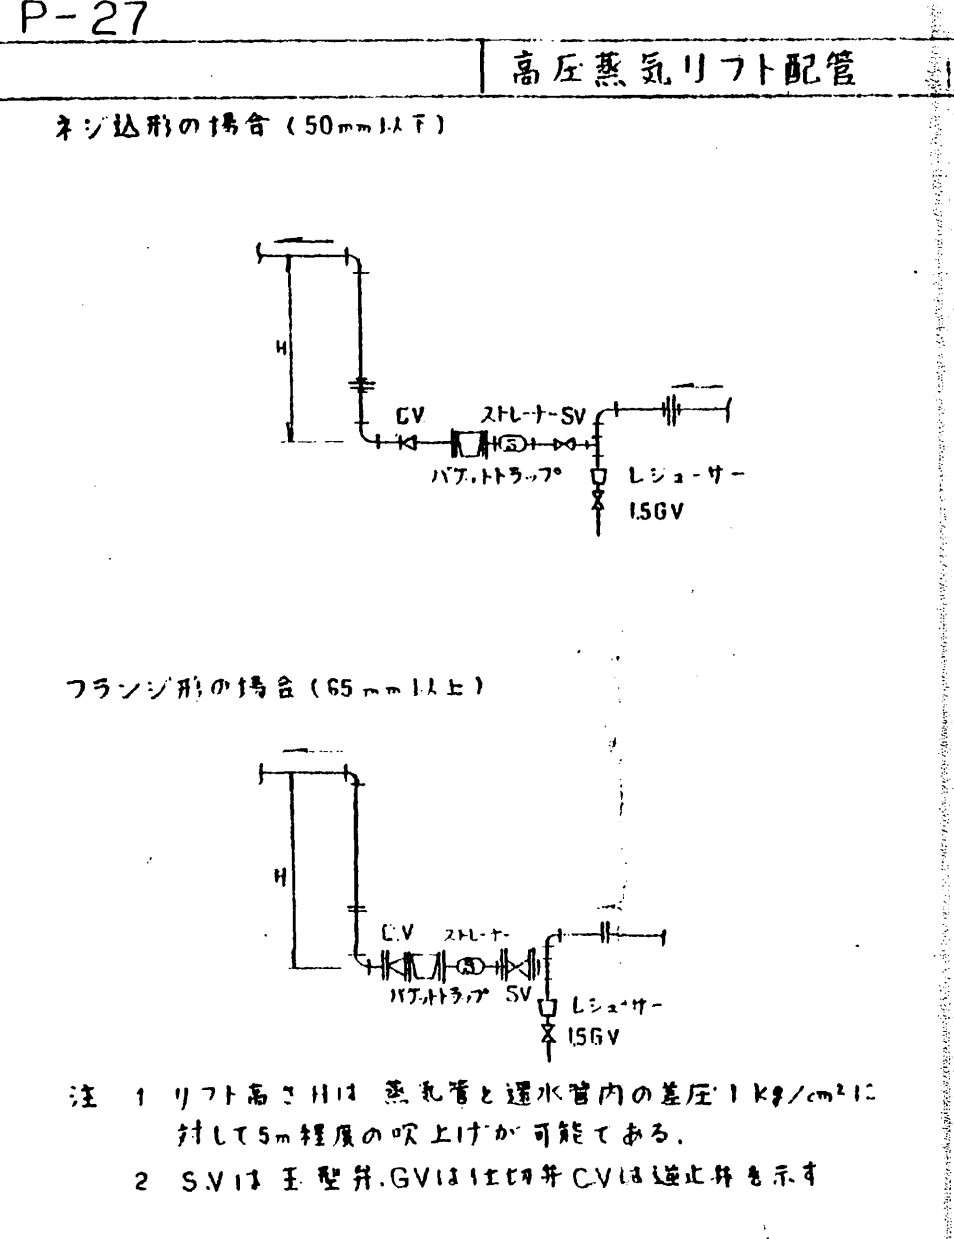 P-27
高圧蒸気リフト配管
ネジ込形の場合(50mm以下)
H
CV
ストレーナー SV
バケットトラップ
レジューサー
1.5GV
フランジ形の場合(65mm以上)
H
C.V
ストレーナー
バケットトラップ SV
レジューサー
1.5GV
注 1 リフト高さHは 蒸気管と還水管内の差圧1kg/cm²に
対して5m程度の吹上げが可能である.
2 S.Vは玉型弁.GVは仕切弁CVは逆止弁を示す